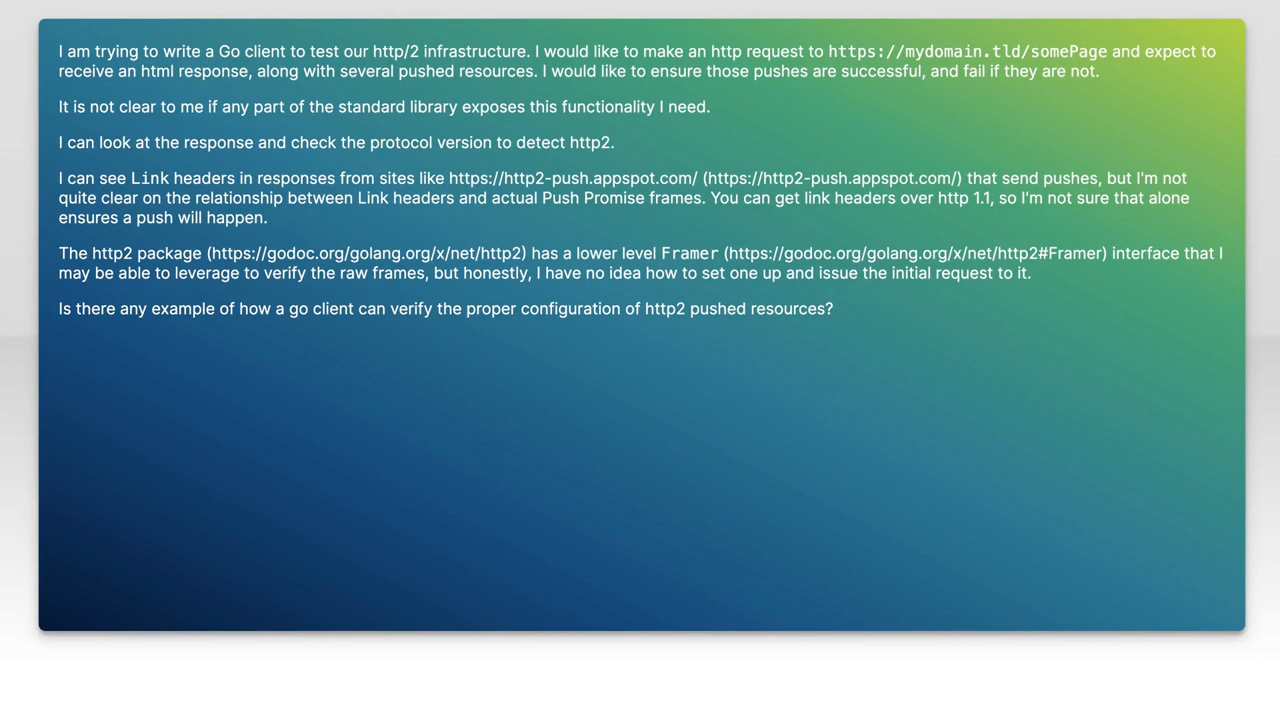 I am trying to write a Go client to test our http/2 infrastructure. I would like to make an http request to https://mydomain.tld/somePage and expect to
receive an html response, along with several pushed resources. I would like to ensure those pushes are successful, and fail if they are not.
It is not clear to me if any part of the standard library exposes this functionality I need.
I can look at the response and check the protocol version to detect http2.
I can see Link headers in responses from sites like https://http2-push.appspot.com/ (https://http2-push.appspot.com/) that send pushes, but I'm not
quite clear on the relationship between Link headers and actual Push Promise frames. You can get link headers over http 1.1, so I'm not sure that alone
ensures a push will happen.
The http2 package (https://godoc.org/golang.org/x/net/http2) has a lower level Framer (https://godoc.org/golang.org/x/net/http2#Framer) interface that I
may be able to leverage to verify the raw frames, but honestly, I have no idea how to set one up and issue the initial request to it.
Is there any example of how a go client can verify the proper configuration of http2 pushed resources?